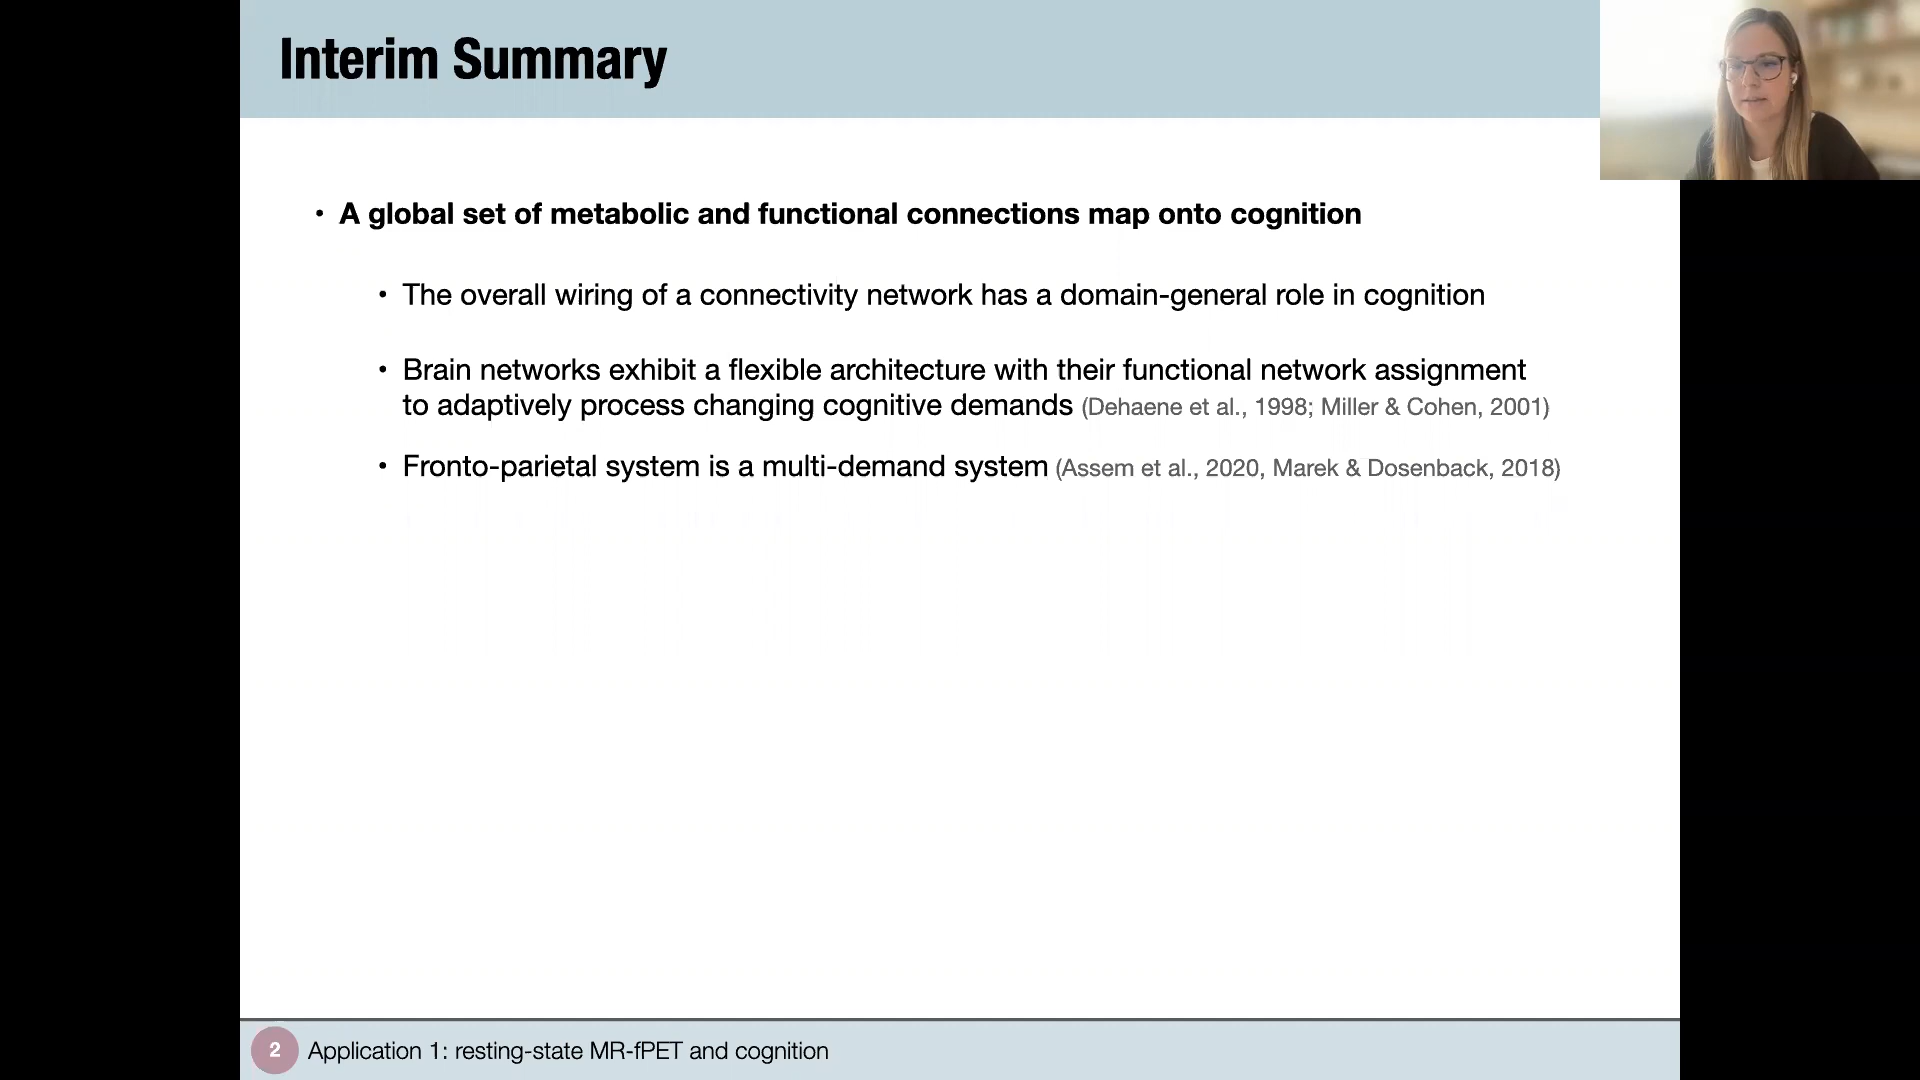 Interim Summary
• A global set of metabolic and functional connections map onto cognition
• The overall wiring of a connectivity network has a domain-general role in cognition
• Brain networks exhibit a flexible architecture with their functional network assignment
to adaptively process changing cognitive demands (Dehaene et al., 1998; Miller & Cohen, 2001)
• Fronto-parietal system is a multi-demand system (Assem et al., 2020, Marek & Dosenback, 2018)
2 Application 1: resting-state MR-fPET and cognition